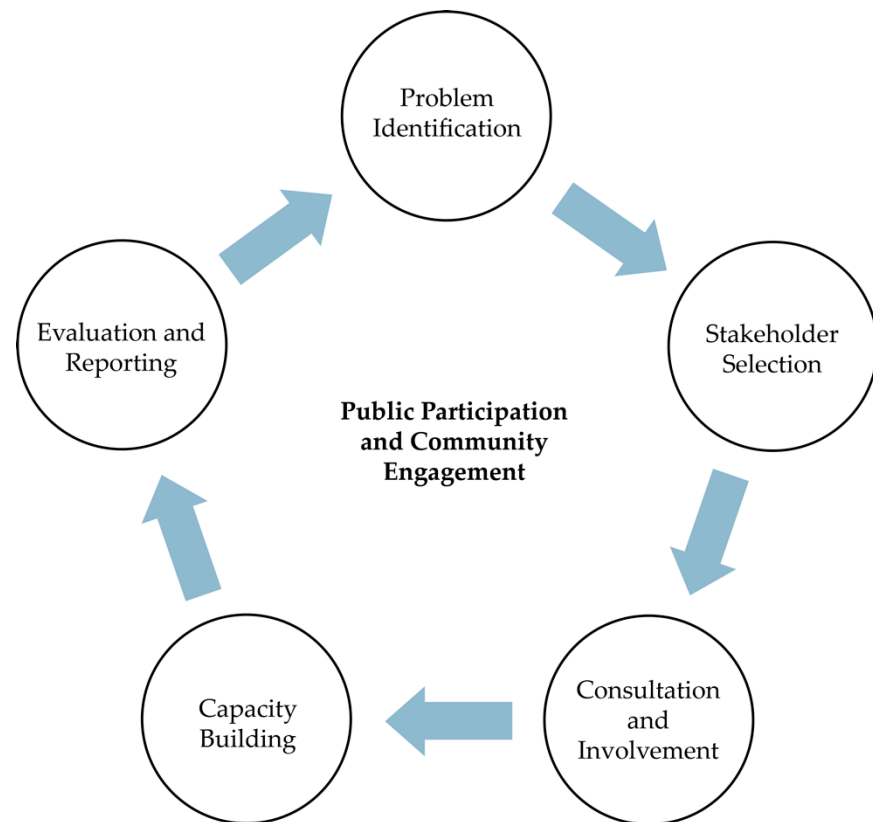 Problem
Identification
Stakeholder
Selection
Consultation
and
Involvement
Capacity
Building
Evaluation and
Reporting
Public Participation
and Community
Engagement